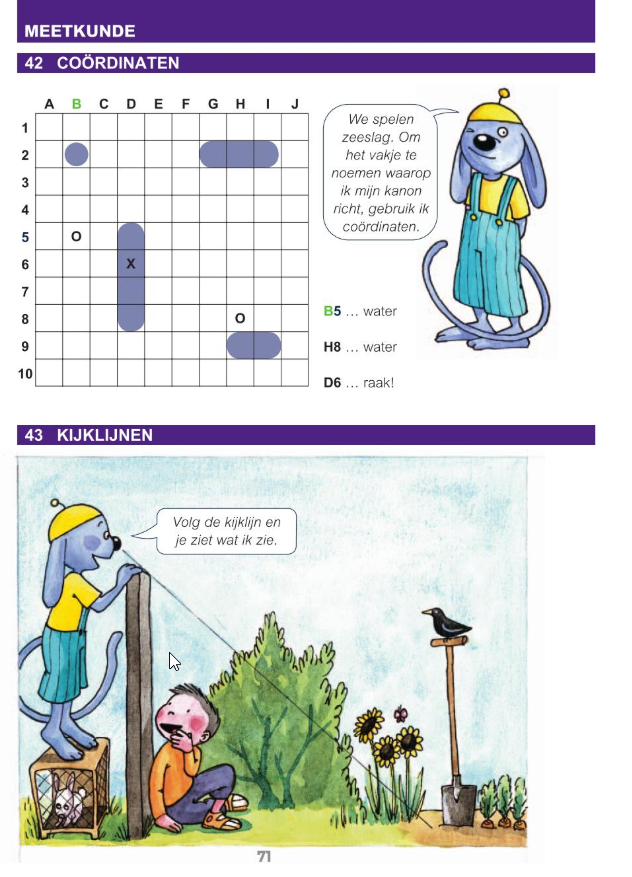 MEETKUNDE
42 COÖRDINATEN
A B C D E F G H I J
1
2
3
4
5 O
6 X
7
8 O
9
10
We spelen
zeeslag. Om
het vakje te
noemen waarop
ik mijn kanon
richt, gebruik ik
coördinaten.
B5 … water
H8 … water
D6 … raak!
43 KIJKLIJNEN
Volg de kijklijn en
je ziet wat ik zie.
71